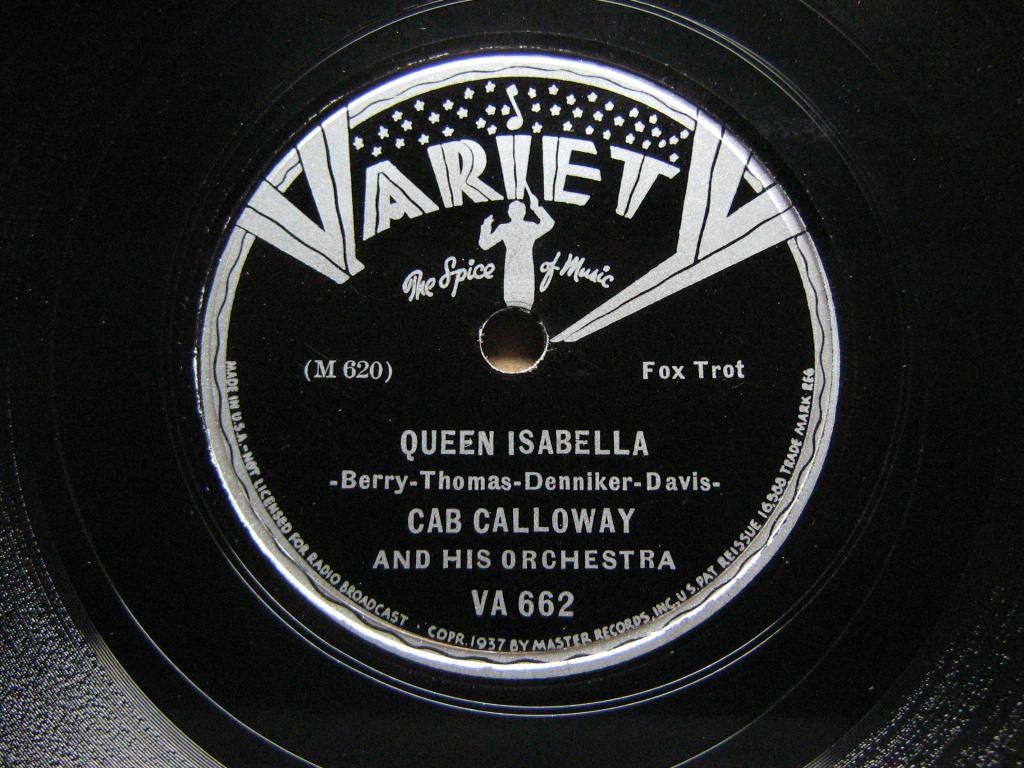 VARIETY
The Spice of Music
(M 620) Fox Trot
QUEEN ISABELLA
-Berry-Thomas-Denniker-Davis-
CAB CALLOWAY
AND HIS ORCHESTRA
VA 662
MADE IN U.S.A. - NOT LICENSED FOR RADIO BROADCAST · COPR. 1937 BY MASTER RECORDS, INC. U.S. PAT REISSUE 16,588 TRADE MARK REG